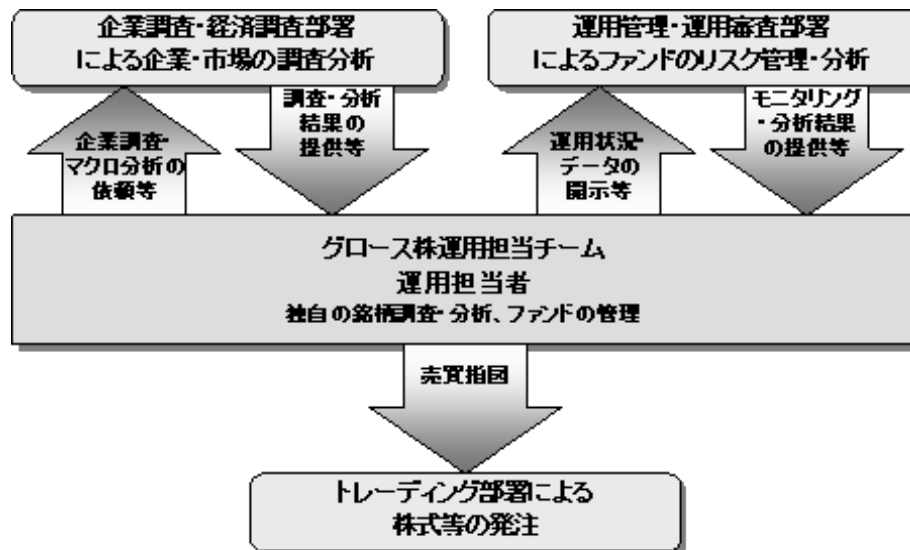 企業調査・経済調査部署
による企業・市場の調査分析
運用管理・運用審査部署
によるファンドのリスク管理・分析
企業調査・
マクロ分析の
依頼等
調査・分析
結果の
提供等
運用状況・
データの
開示等
モニタリング
・分析結果
の提供等
グロース株運用担当チーム
運用担当者
独自の銘柄調査・分析、ファンドの管理
売買指図
トレーディング部署による
株式等の発注